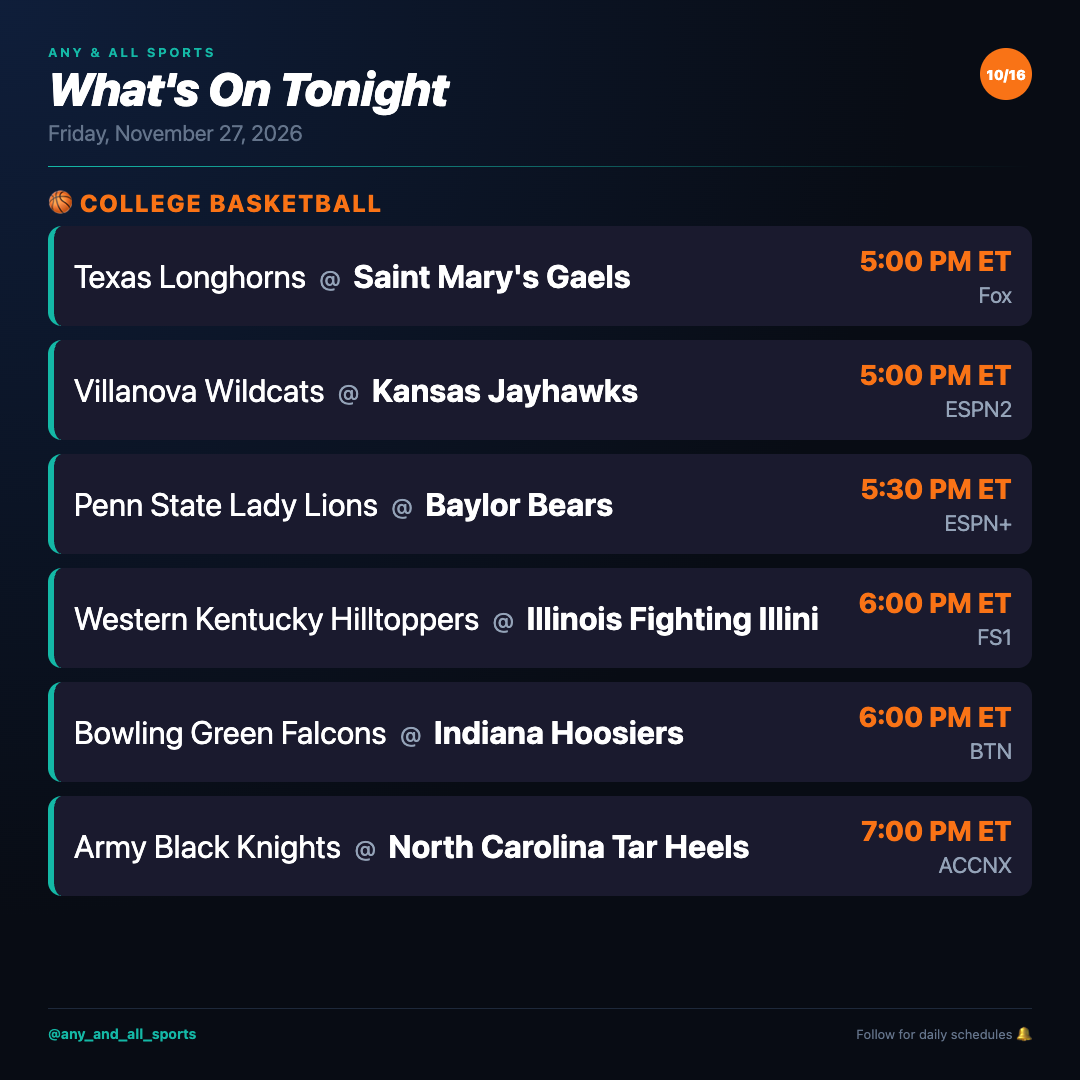 ANY & ALL SPORTS
What's On Tonight
10/16
Friday, November 27, 2026
🏀 COLLEGE BASKETBALL
Texas Longhorns @ Saint Mary's Gaels
5:00 PM ET
Fox
Villanova Wildcats @ Kansas Jayhawks
5:00 PM ET
ESPN2
Penn State Lady Lions @ Baylor Bears
5:30 PM ET
ESPN+
Western Kentucky Hilltoppers @ Illinois Fighting Illini
6:00 PM ET
FS1
Bowling Green Falcons @ Indiana Hoosiers
6:00 PM ET
BTN
Army Black Knights @ North Carolina Tar Heels
7:00 PM ET
ACCNX
@any_and_all_sports
Follow for daily schedules 🔔